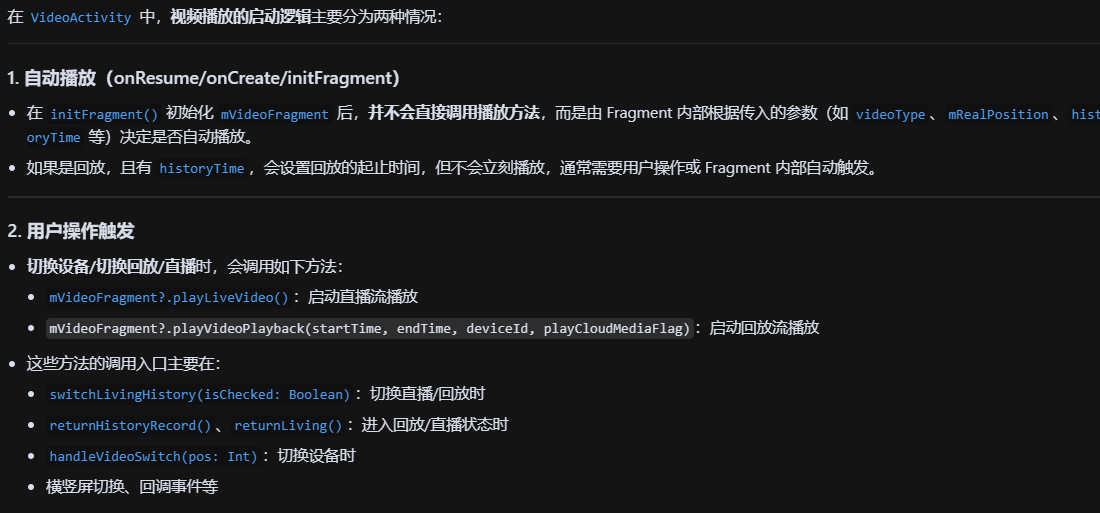 在 VideoActivity 中，视频播放的启动逻辑主要分为两种情况：
1. 自动播放（onResume/onCreate/initFragment）
• 在 initFragment() 初始化 mVideoFragment 后，并不会直接调用播放方法，而是由 Fragment 内部根据传入的参数（如 videoType、mRealPosition、hist
oryTime 等）决定是否自动播放。
• 如果是回放，且有 historyTime，会设置回放的起止时间，但不会立刻播放，通常需要用户操作或 Fragment 内部自动触发。
2. 用户操作触发
• 切换设备/切换回放/直播时，会调用如下方法：
• mVideoFragment?.playLiveVideo()：启动直播流播放
• mVideoFragment?.playVideoPlayback(startTime, endTime, deviceId, playCloudMediaFlag)：启动回放流播放
• 这些方法的调用入口主要在：
• switchLivingHistory(isChecked: Boolean)：切换直播/回放时
• returnHistoryRecord()、returnLiving()：进入回放/直播状态时
• handleVideoSwitch(pos: Int)：切换设备时
• 横竖屏切换、回调事件等